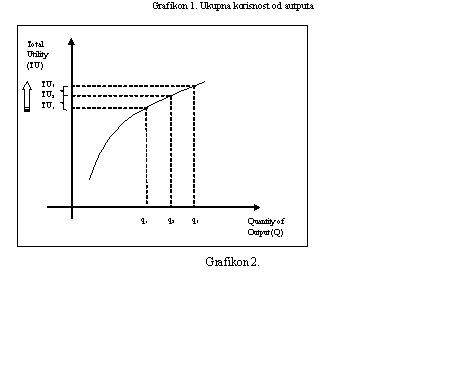 Grafikon 1. Ukupna korisnost od autputa
Total
Utility
(TU)
TU
TU
TU
q
q
q
Quantity of
Output (Q)
Grafikon 2.